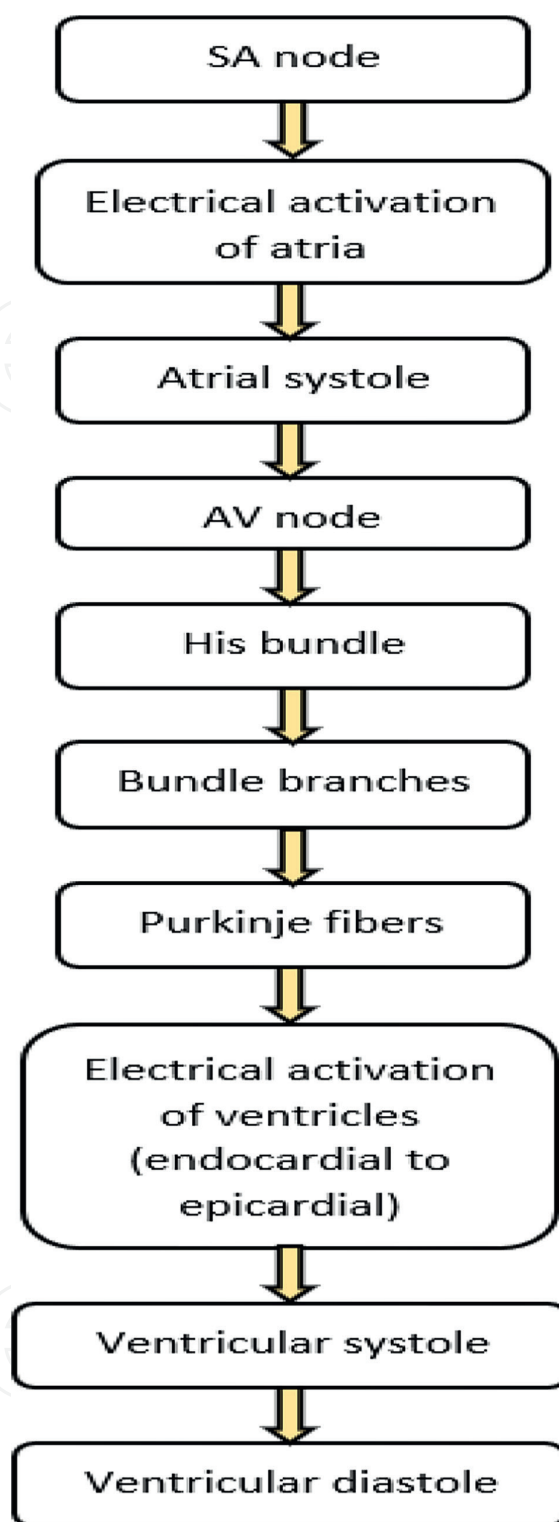 SA node
Electrical activation
of atria
Atrial systole
AV node
His bundle
Bundle branches
Purkinje fibers
Electrical activation
of ventricles
(endocardial to
epicardial)
Ventricular systole
Ventricular diastole